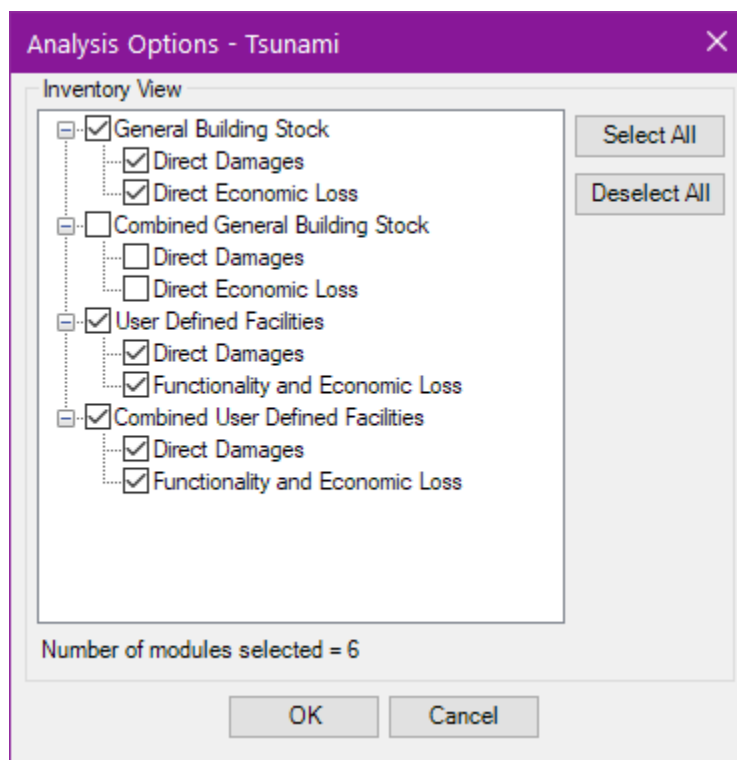 Analysis Options - Tsunami
Inventory View
General Building Stock
Direct Damages
Direct Economic Loss
Combined General Building Stock
Direct Damages
Direct Economic Loss
User Defined Facilities
Direct Damages
Functionality and Economic Loss
Combined User Defined Facilities
Direct Damages
Functionality and Economic Loss
Select All
Deselect All
Number of modules selected = 6
OK
Cancel